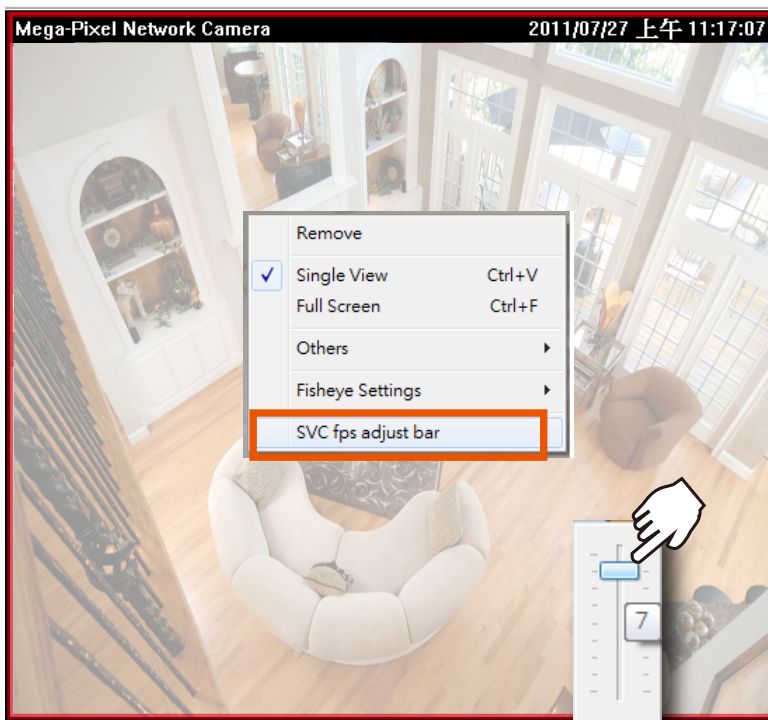 Mega-Pixel Network Camera 2011/07/27 上午 11:17:07
Remove
Single View Ctrl+V
Full Screen Ctrl+F
Others
Fisheye Settings
SVC fps adjust bar
7